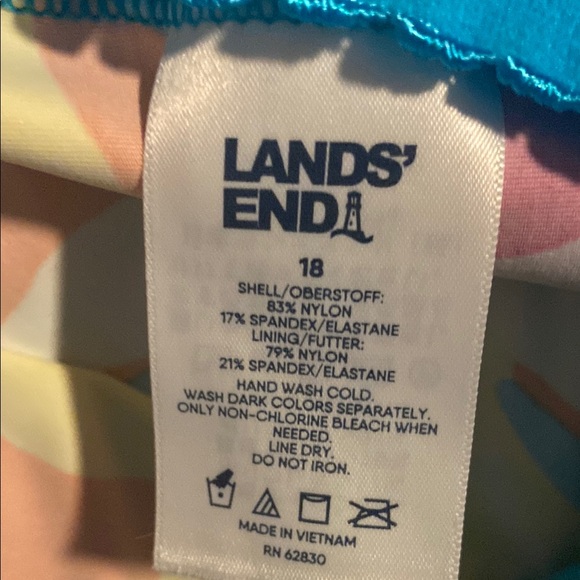 LANDS'
END
18
SHELL/OBERSTOFF:
83% NYLON
17% SPANDEX/ELASTANE
LINING/FUTTER:
79% NYLON
21% SPANDEX/ELASTANE
HAND WASH COLD.
WASH DARK COLORS SEPARATELY.
ONLY NON-CHLORINE BLEACH WHEN
NEEDED.
LINE DRY.
DO NOT IRON.
MADE IN VIETNAM
RN 62830